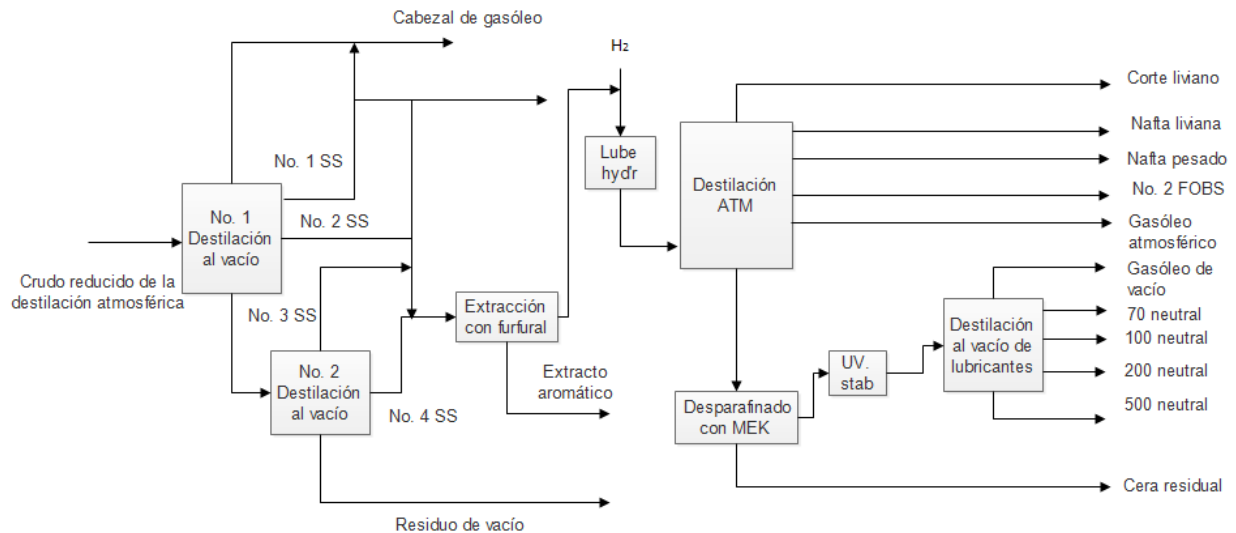 Cabezal de gasóleo
H₂
Corte liviano
Nafta liviana
Nafta pesado
No. 2 FOBS
Gasóleo
atmosférico
Gasóleo de
vacío
70 neutral
100 neutral
200 neutral
500 neutral
Cera residual
No. 1 SS
No. 2 SS
No. 1
Destilación
al vacío
Crudo reducido de la
destilación atmosférica
No. 3 SS
No. 2
Destilación
al vacío
No. 4 SS
Residuo de vacío
Extracción
con furfural
Extracto
aromático
Lube
hyd'r
Destilación
ATM
Desparafinado
con MEK
UV.
stab
Destilación
al vacío de
lubricantes